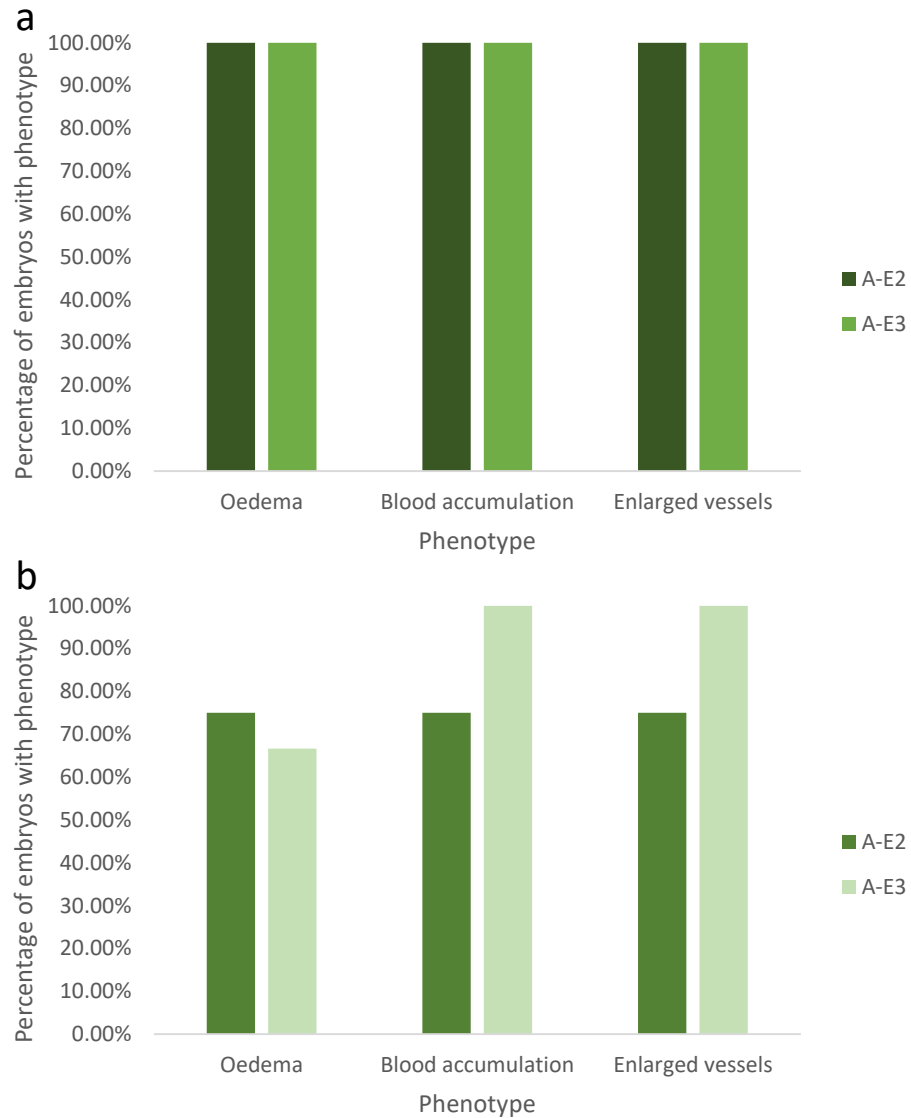 a
Percentage of embryos with phenotype
100.00%
90.00%
80.00%
70.00%
60.00%
50.00%
40.00%
30.00%
20.00%
10.00%
0.00%
Oedema Blood accumulation Enlarged vessels
Phenotype
A-E2
A-E3
b
Percentage of embryos with phenotype
100.00%
90.00%
80.00%
70.00%
60.00%
50.00%
40.00%
30.00%
20.00%
10.00%
0.00%
Oedema Blood accumulation Enlarged vessels
Phenotype
A-E2
A-E3